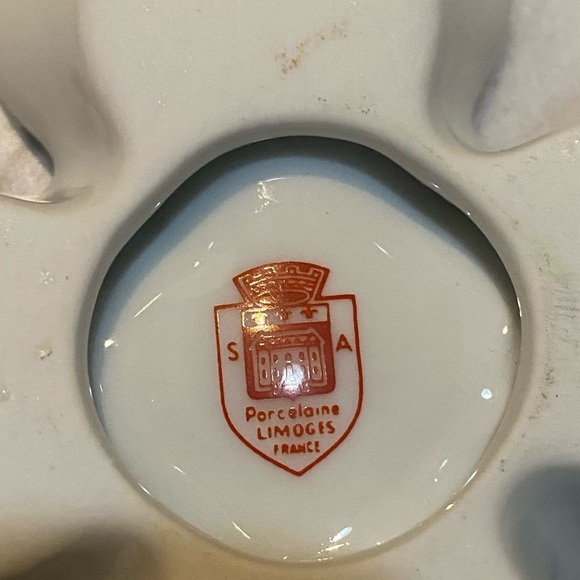 S A
Porcelaine
LIMOGES
FRANCE